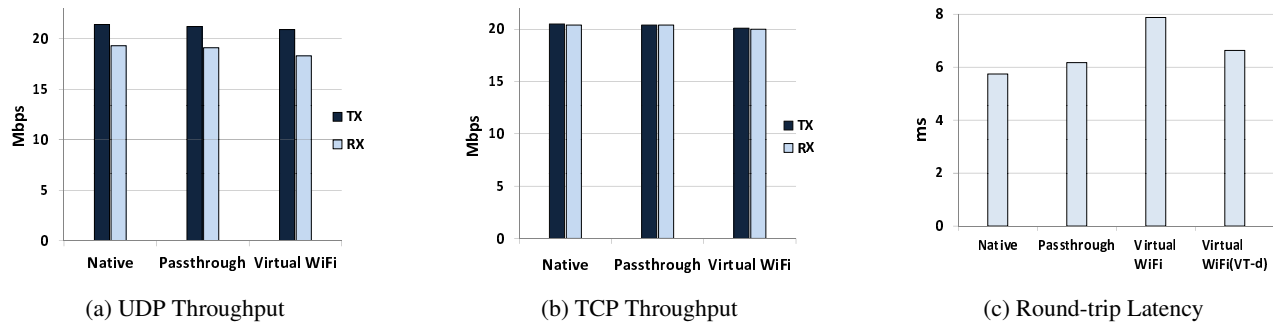 20
15
10
5
0
Mbps
TX
RX
Native Passthrough Virtual WiFi
(a) UDP Throughput
20
15
10
5
0
Mbps
TX
RX
Native Passthrough Virtual WiFi
(b) TCP Throughput
8
6
4
2
0
ms
Native Passthrough Virtual WiFi Virtual WiFi(VT-d)
(c) Round-trip Latency